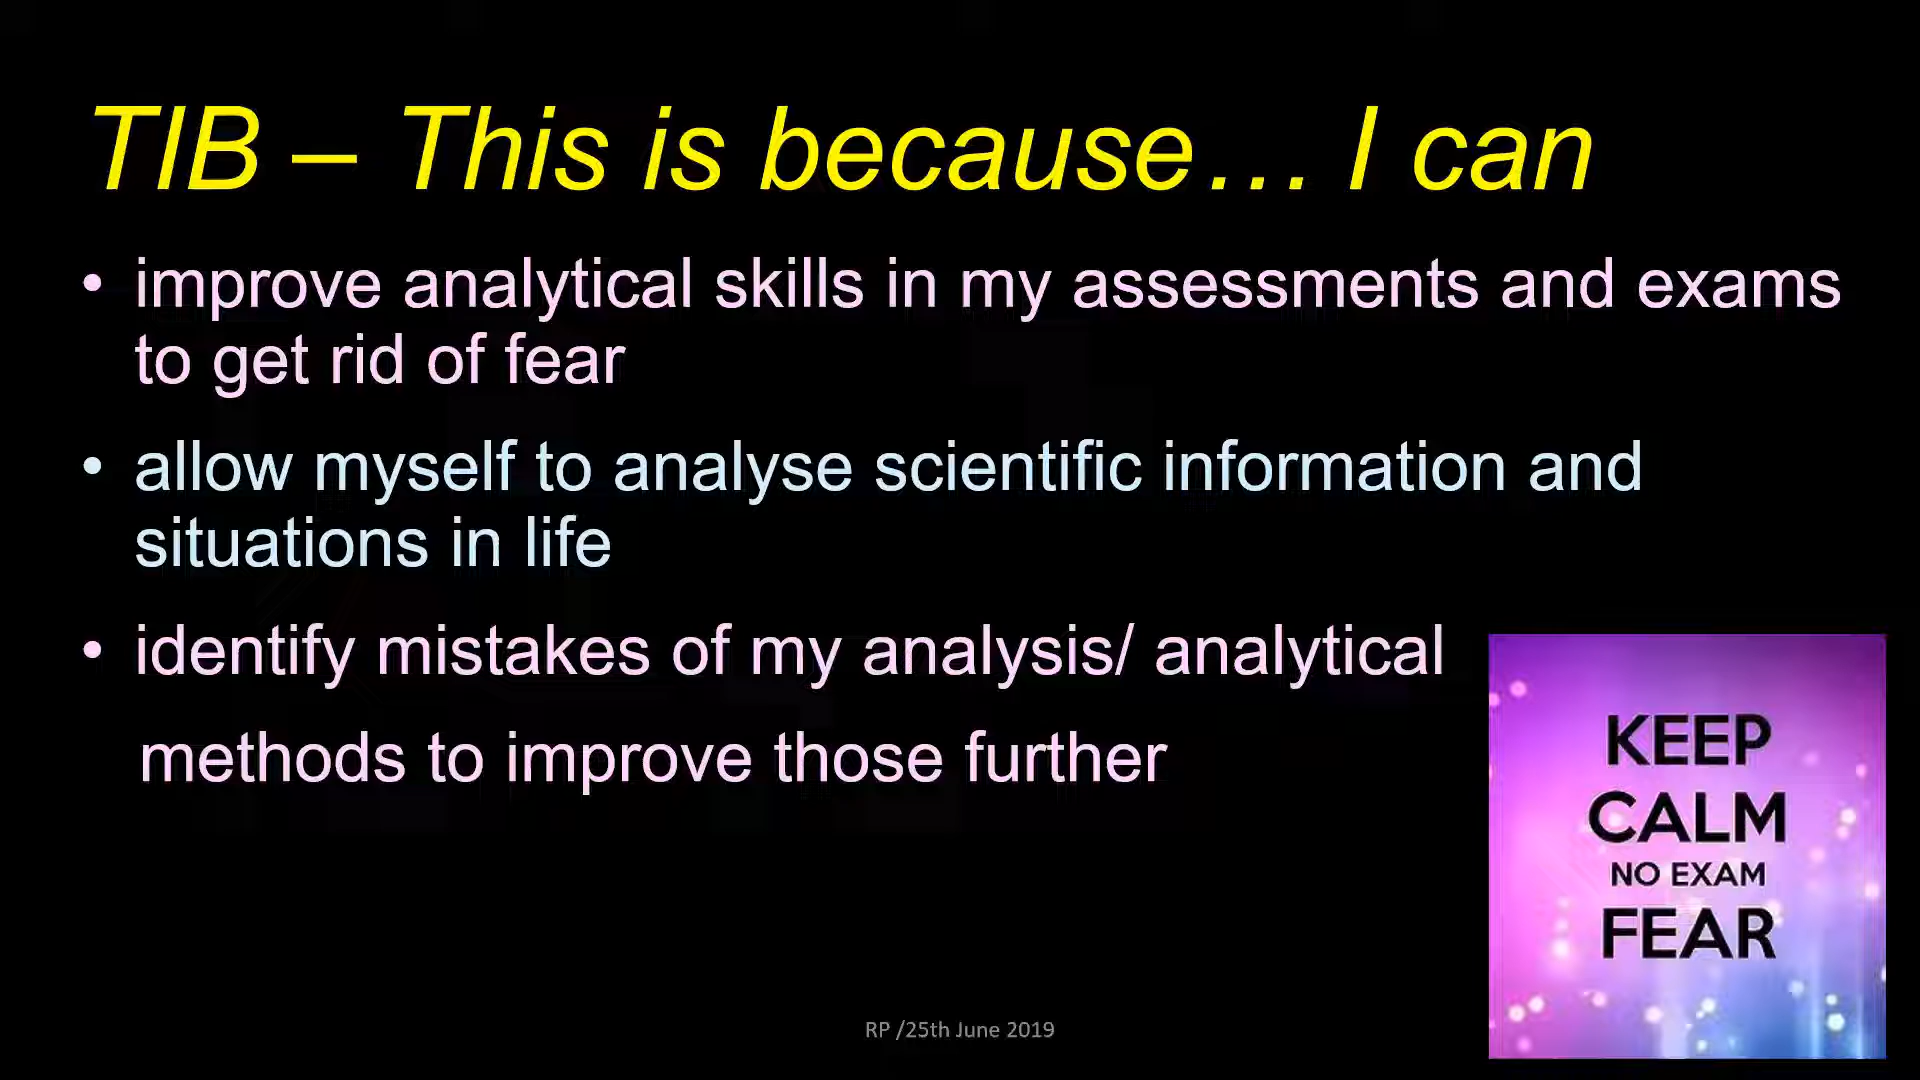 TIB – This is because… I can
• improve analytical skills in my assessments and exams
to get rid of fear
• allow myself to analyse scientific information and
situations in life
• identify mistakes of my analysis/ analytical
methods to improve those further
KEEP
CALM
NO EXAM
FEAR
RP /25th June 2019